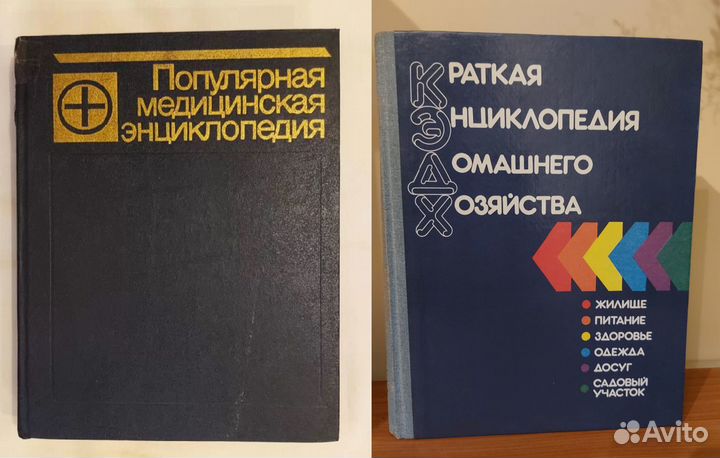 Популярная
медицинская
энциклопедия
КРАТКАЯ
ЭНЦИКЛОПЕДИЯ
ДОМАШНЕГО
ХОЗЯЙСТВА
ЖИЛИЩЕ
ПИТАНИЕ
ЗДОРОВЬЕ
ОДЕЖДА
ДОСУГ
САДОВЫЙ
УЧАСТОК
Avito